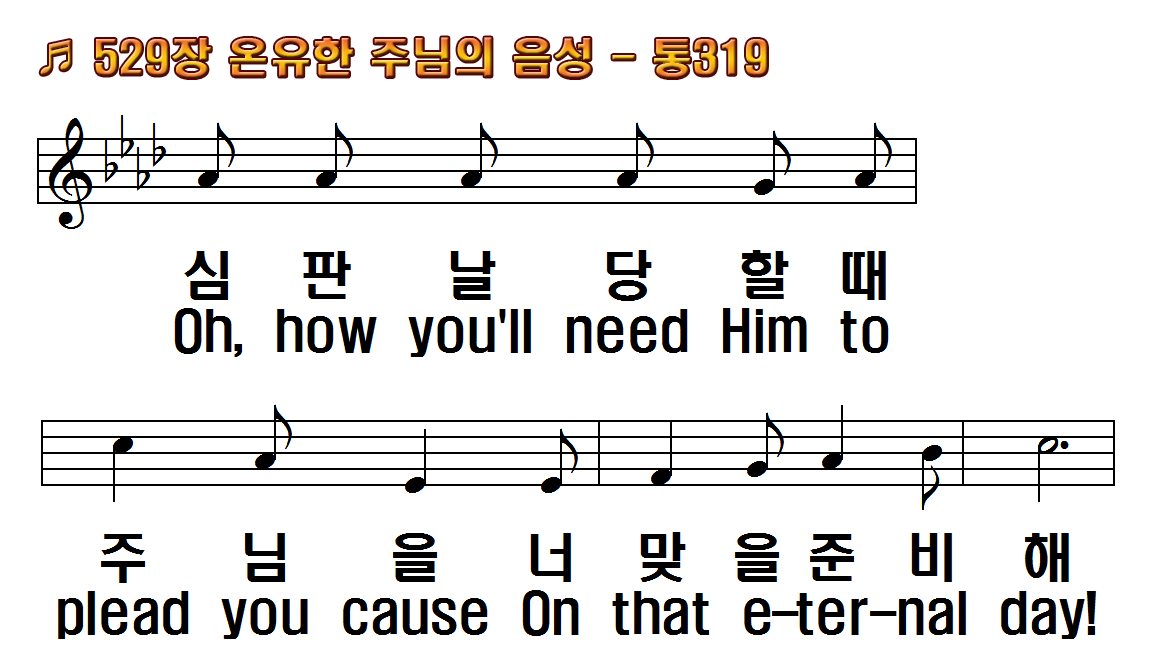 529장 온유한 주님의 음성 - 통319
심 판 날 당 할 때
Oh, how you'll need Him to
주 님 을 너 맞 을 준 비 해
plead you cause On that e-ter-nal day!